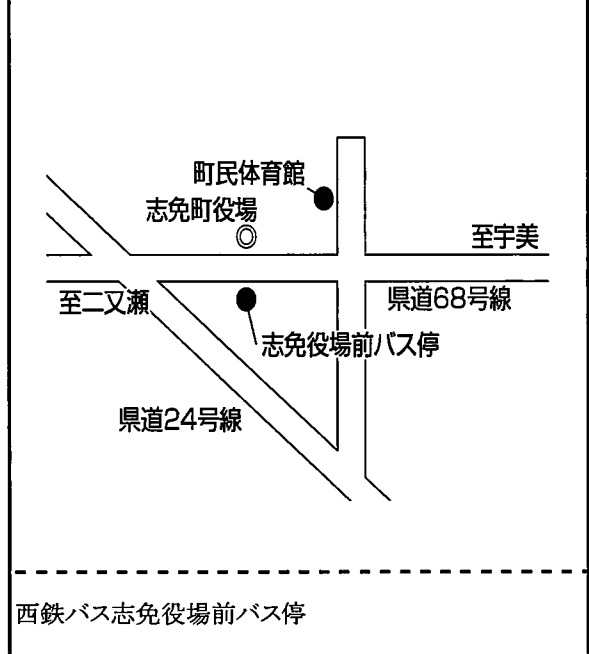 町民体育館
志免町役場
至宇美
至二又瀬
県道68号線
志免役場前バス停
県道24号線
西鉄バス志免役場前バス停